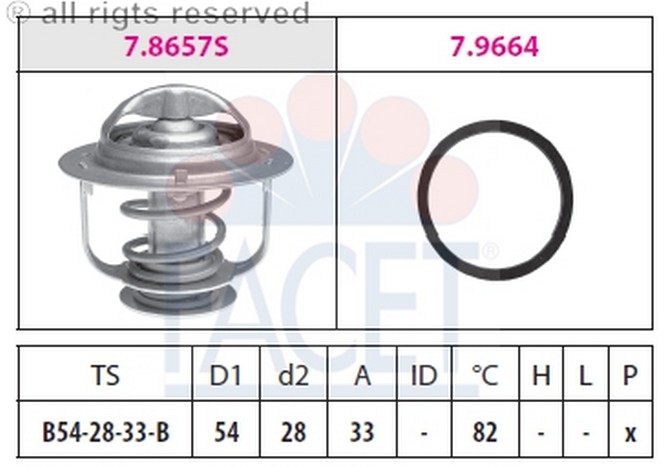 ® all rigts reserved
7.8657S 7.9664
FACET®
TS D1 d2 A ID °C H L P
B54-28-33-B 54 28 33 - 82 - - x